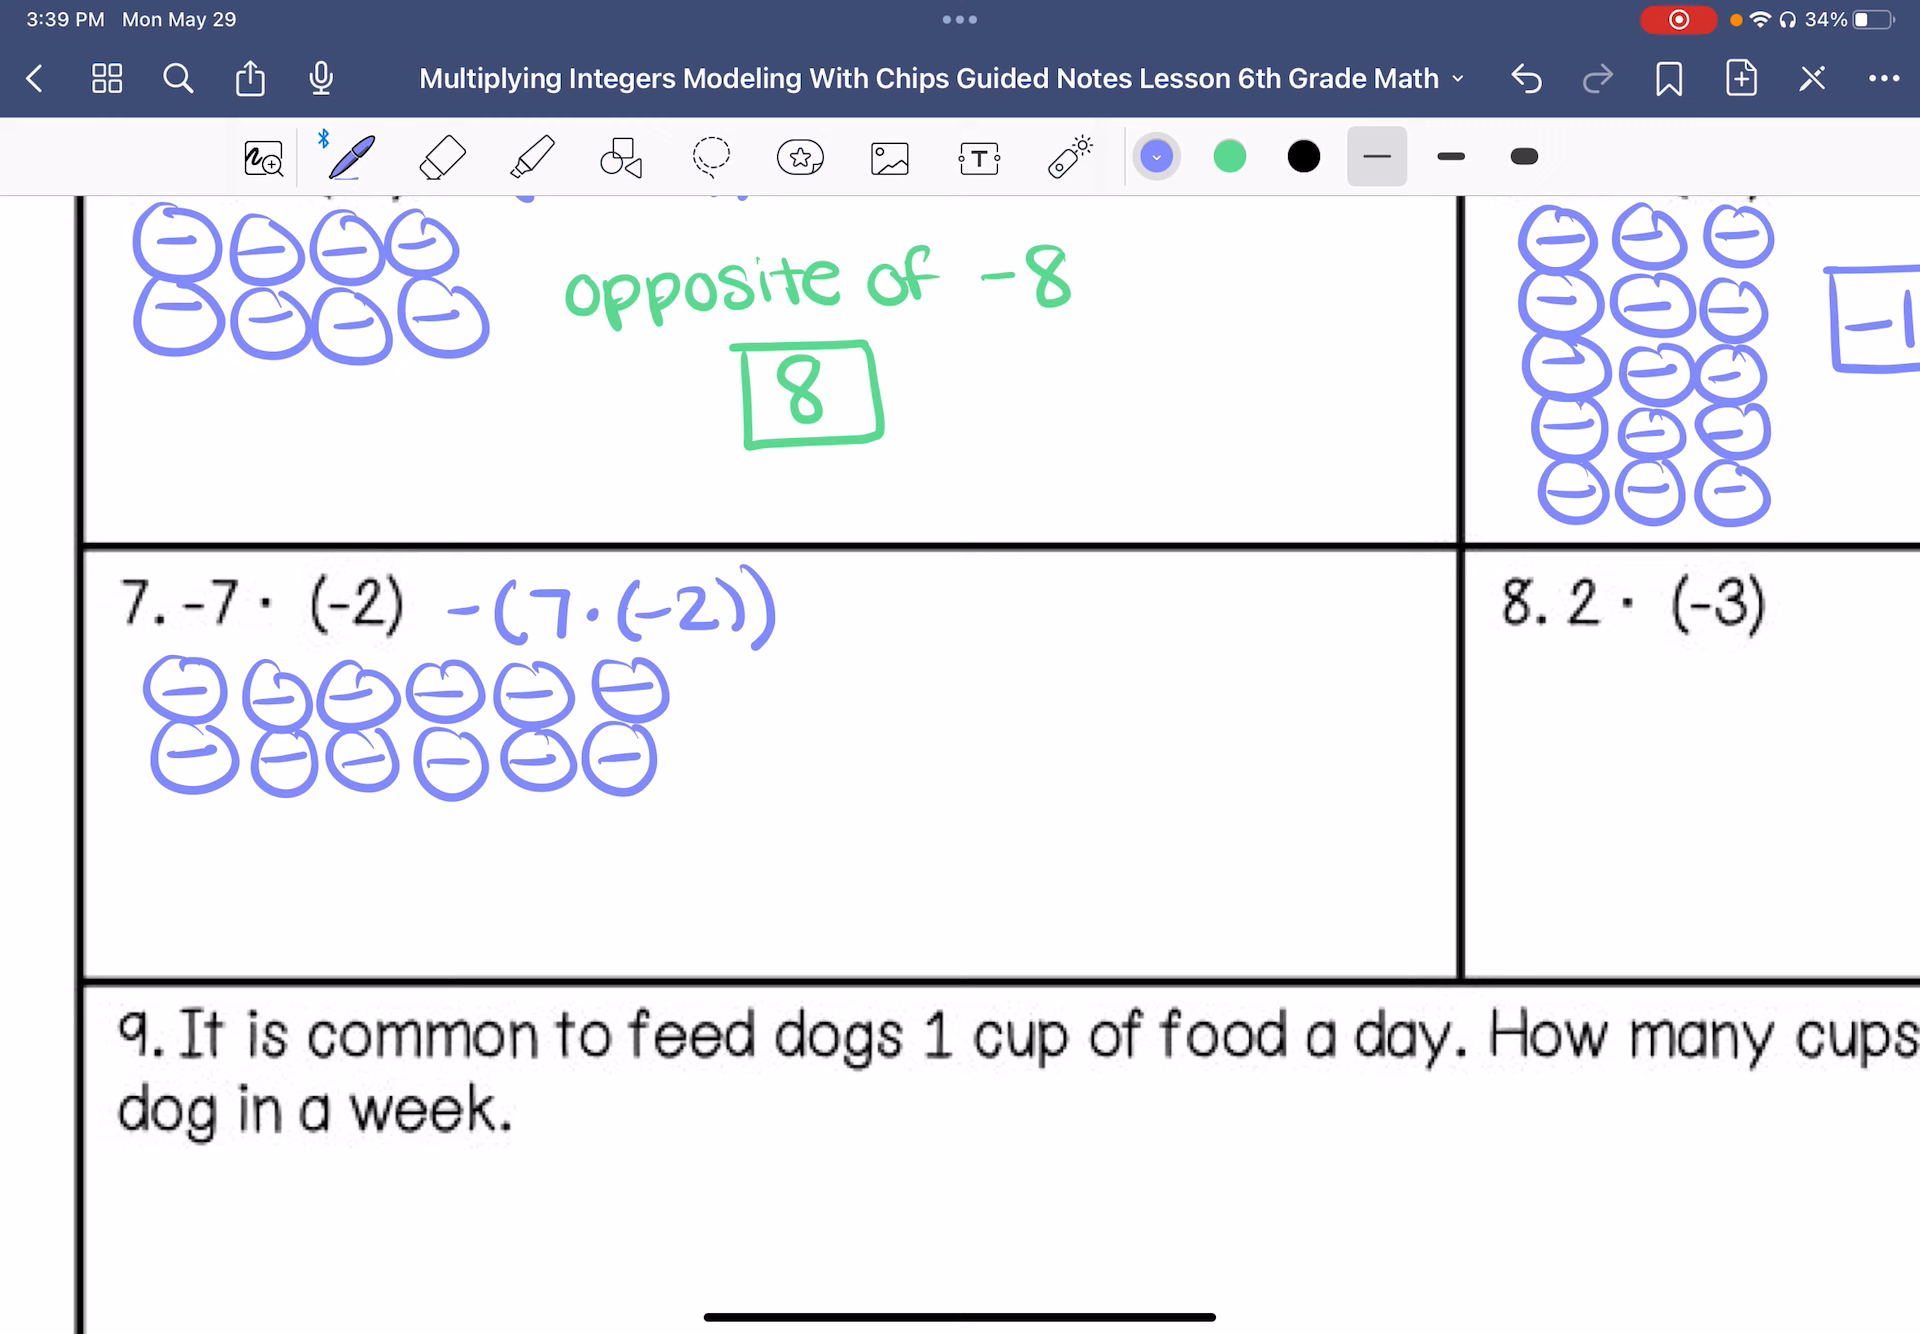 3:39 PM Mon May 29
34%
Multiplying Integers Modeling With Chips Guided Notes Lesson 6th Grade Math
T
opposite of -8
8
-1
7. -7 · (-2) -(7·(-2))
8. 2 · (-3)
9. It is common to feed dogs 1 cup of food a day. How many cups
dog in a week.